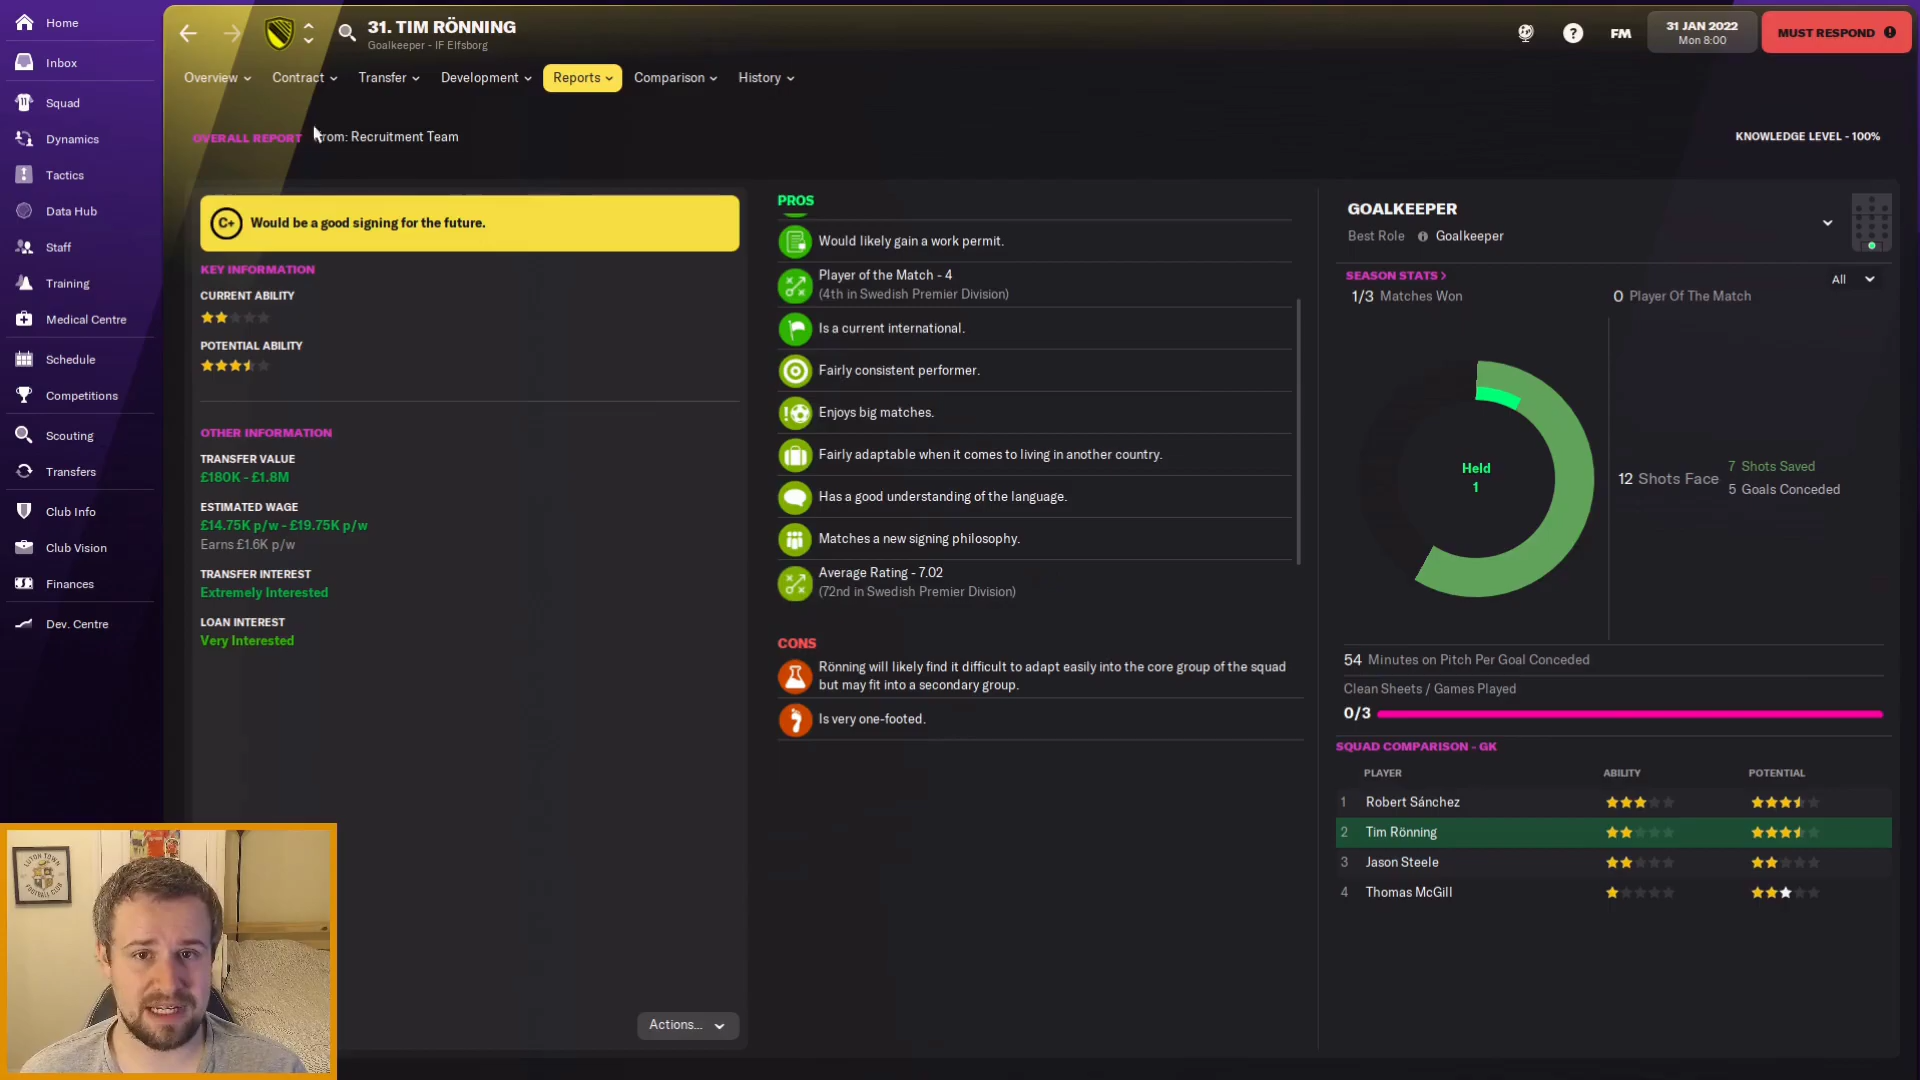 Home
Inbox
Squad
Dynamics
Tactics
Data Hub
Staff
Training
Medical Centre
Schedule
Competitions
Scouting
Transfers
Club Info
Club Vision
Finances
Dev. Centre
31. TIM RÖNNING
Goalkeeper - IF Elfsborg
FM
31 JAN 2022
Mon 8:00
MUST RESPOND
Overview
Contract
Transfer
Development
Reports
Comparison
History
OVERALL REPORT
rom: Recruitment Team
KNOWLEDGE LEVEL - 100%
C+ Would be a good signing for the future.
KEY INFORMATION
CURRENT ABILITY
POTENTIAL ABILITY
OTHER INFORMATION
TRANSFER VALUE
£180K - £1.8M
ESTIMATED WAGE
£14.75K p/w - £19.75K p/w
Earns £1.6K p/w
TRANSFER INTEREST
Extremely Interested
LOAN INTEREST
Very Interested
Actions...
PROS
Would likely gain a work permit.
Player of the Match - 4
(4th in Swedish Premier Division)
Is a current international.
Fairly consistent performer.
Enjoys big matches.
Fairly adaptable when it comes to living in another country.
Has a good understanding of the language.
Matches a new signing philosophy.
Average Rating - 7.02
(72nd in Swedish Premier Division)
CONS
Rönning will likely find it difficult to adapt easily into the core group of the squad
but may fit into a secondary group.
Is very one-footed.
GOALKEEPER
Best Role Goalkeeper
SEASON STATS >
All
1/3 Matches Won
0 Player Of The Match
Held
1
12 Shots Face
7 Shots Saved
5 Goals Conceded
54 Minutes on Pitch Per Goal Conceded
Clean Sheets / Games Played
0/3
SQUAD COMPARISON - GK
PLAYER ABILITY POTENTIAL
1 Robert Sánchez
2 Tim Rönning
3 Jason Steele
4 Thomas McGill
LUTON TOWN
FOOTBALL CLUB